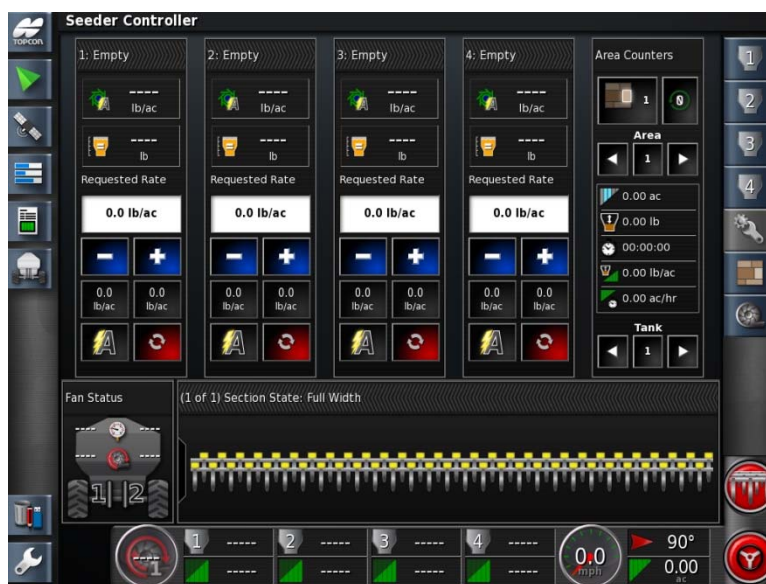 TOPCON
Seeder Controller
1: Empty
----
lb/ac
----
lb
Requested Rate
0.0 lb/ac
0.0 lb/ac
0.0 lb/ac
A
2: Empty
----
lb/ac
----
lb
Requested Rate
0.0 lb/ac
0.0 lb/ac
0.0 lb/ac
A
3: Empty
----
lb/ac
----
lb
Requested Rate
0.0 lb/ac
0.0 lb/ac
0.0 lb/ac
A
4: Empty
----
lb/ac
----
lb
Requested Rate
0.0 lb/ac
0.0 lb/ac
0.0 lb/ac
A
Area Counters
1
0
Area
1
0.00 ac
0.00 lb
00:00:00
0.00 lb/ac
0.00 ac/hr
Tank
1
1
2
3
4
Fan Status
----
----
----
----
1 2
(1 of 1) Section State: Full Width
----
1
1 -----
-----
2 -----
-----
3 -----
-----
4 -----
-----
0.0
mph
90°
0.00
ac